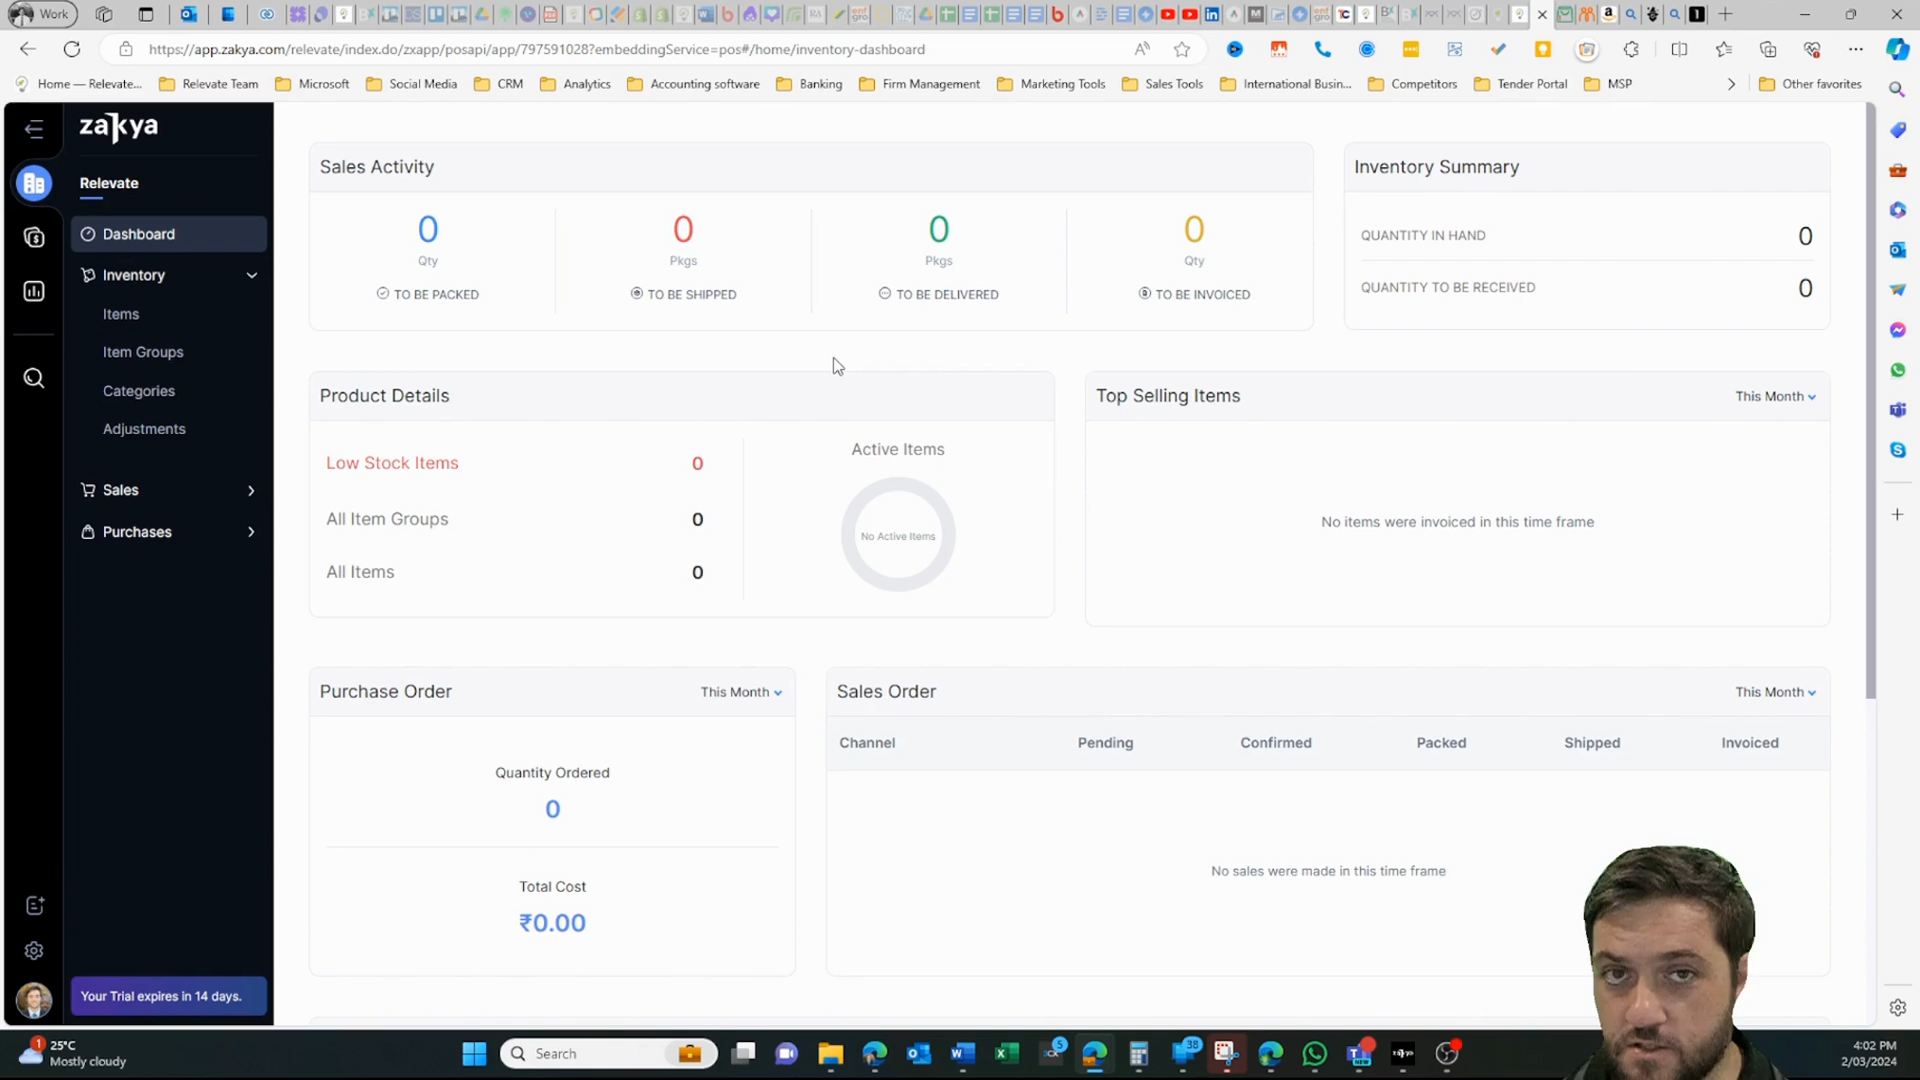 Work
https://app.zakya.com/relevate/index.do/zxapp/posapi/app/797591028?embeddingService=pos#/home/inventory-dashboard
Home — Relevate...
Relevate Team
Microsoft
Social Media
CRM
Analytics
Accounting software
Banking
Firm Management
Marketing Tools
Sales Tools
International Busin...
Competitors
Tender Portal
MSP
Other favorites
zakya
Relevate
Dashboard
Inventory
Items
Item Groups
Categories
Adjustments
Sales
Purchases
Your Trial expires in 14 days.
Sales Activity
0
Qty
TO BE PACKED
0
Pkgs
TO BE SHIPPED
0
Pkgs
TO BE DELIVERED
0
Qty
TO BE INVOICED
Inventory Summary
QUANTITY IN HAND 0
QUANTITY TO BE RECEIVED 0
Product Details
Low Stock Items 0
All Item Groups 0
All Items 0
Active Items
No Active Items
Top Selling Items
This Month
No items were invoiced in this time frame
Purchase Order
This Month
Quantity Ordered
0
Total Cost
₹0.00
Sales Order
This Month
Channel Pending Confirmed Packed Shipped Invoiced
No sales were made in this time frame
1
25°C
Mostly cloudy
Search
5
38
4:02 PM
2/03/2024